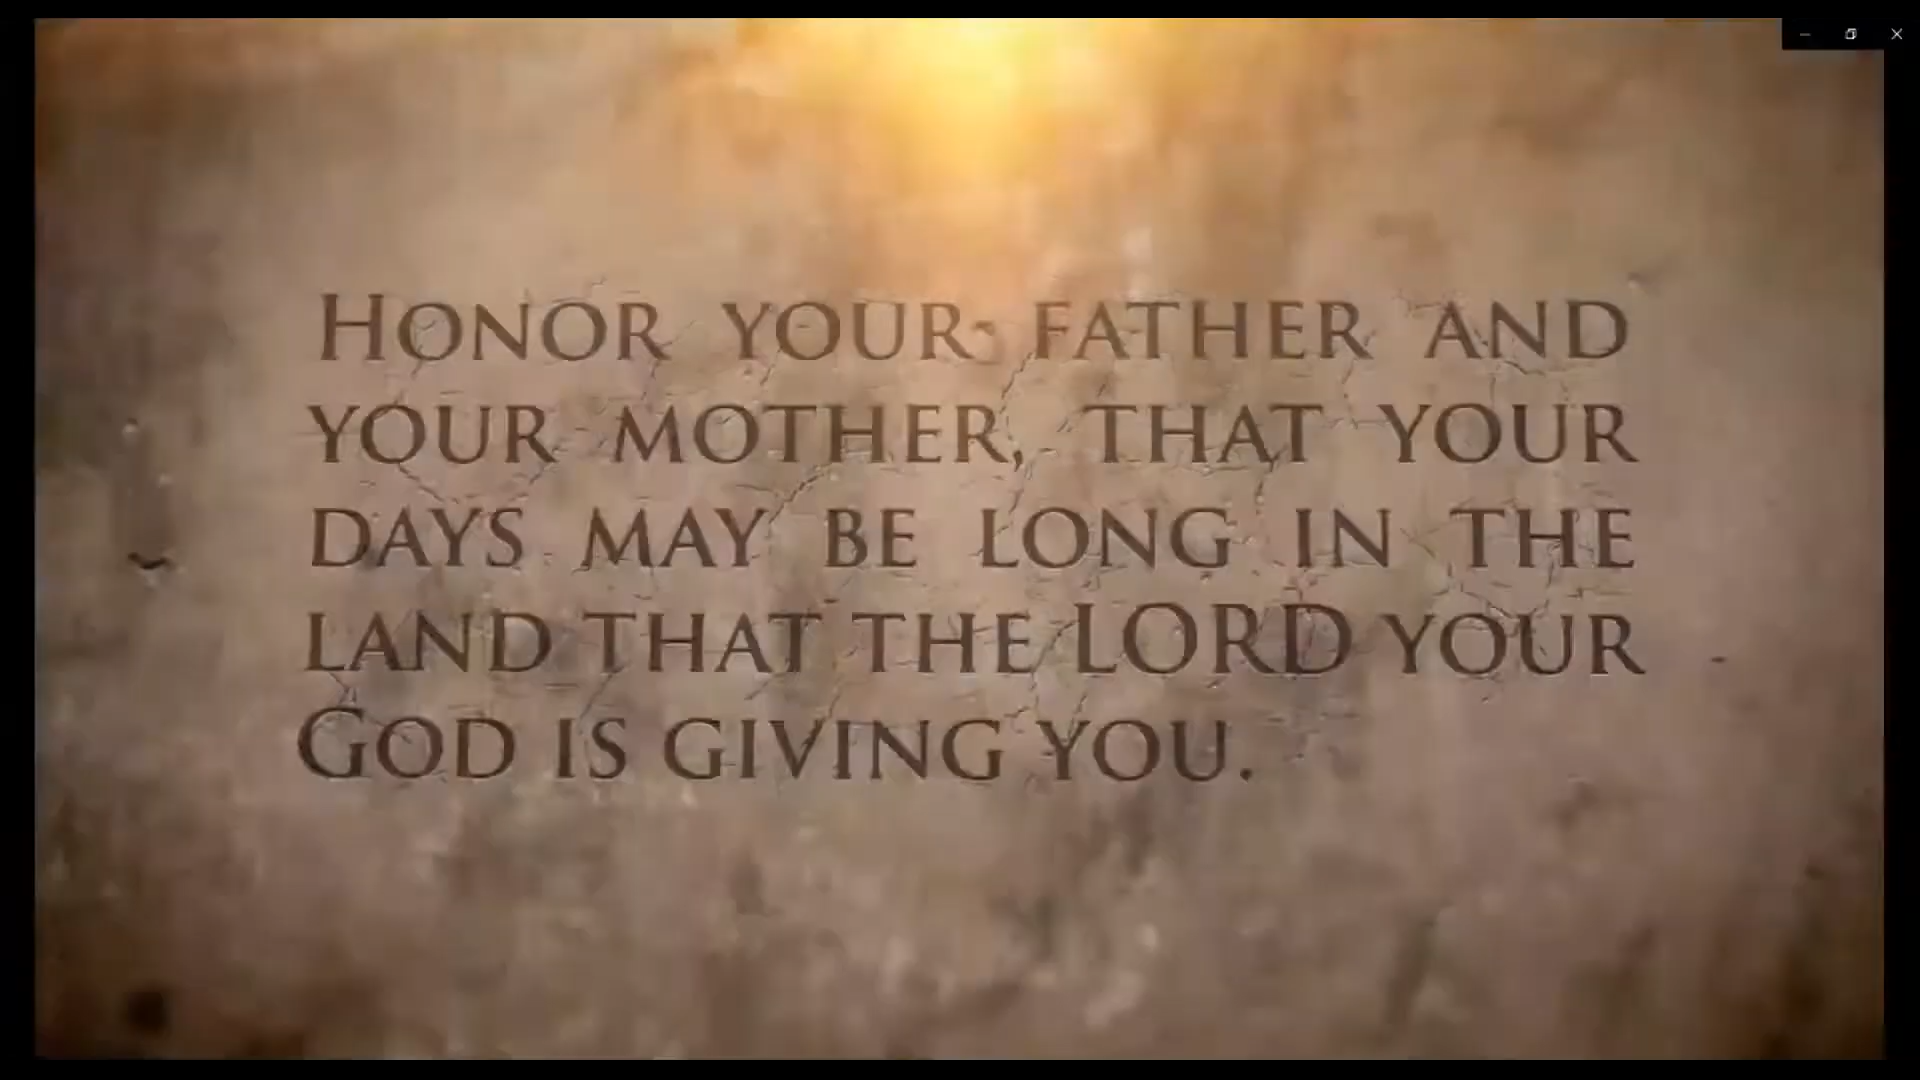 HONOR YOUR FATHER AND
YOUR MOTHER, THAT YOUR
DAYS MAY BE LONG IN THE
LAND THAT THE LORD YOUR
GOD IS GIVING YOU.